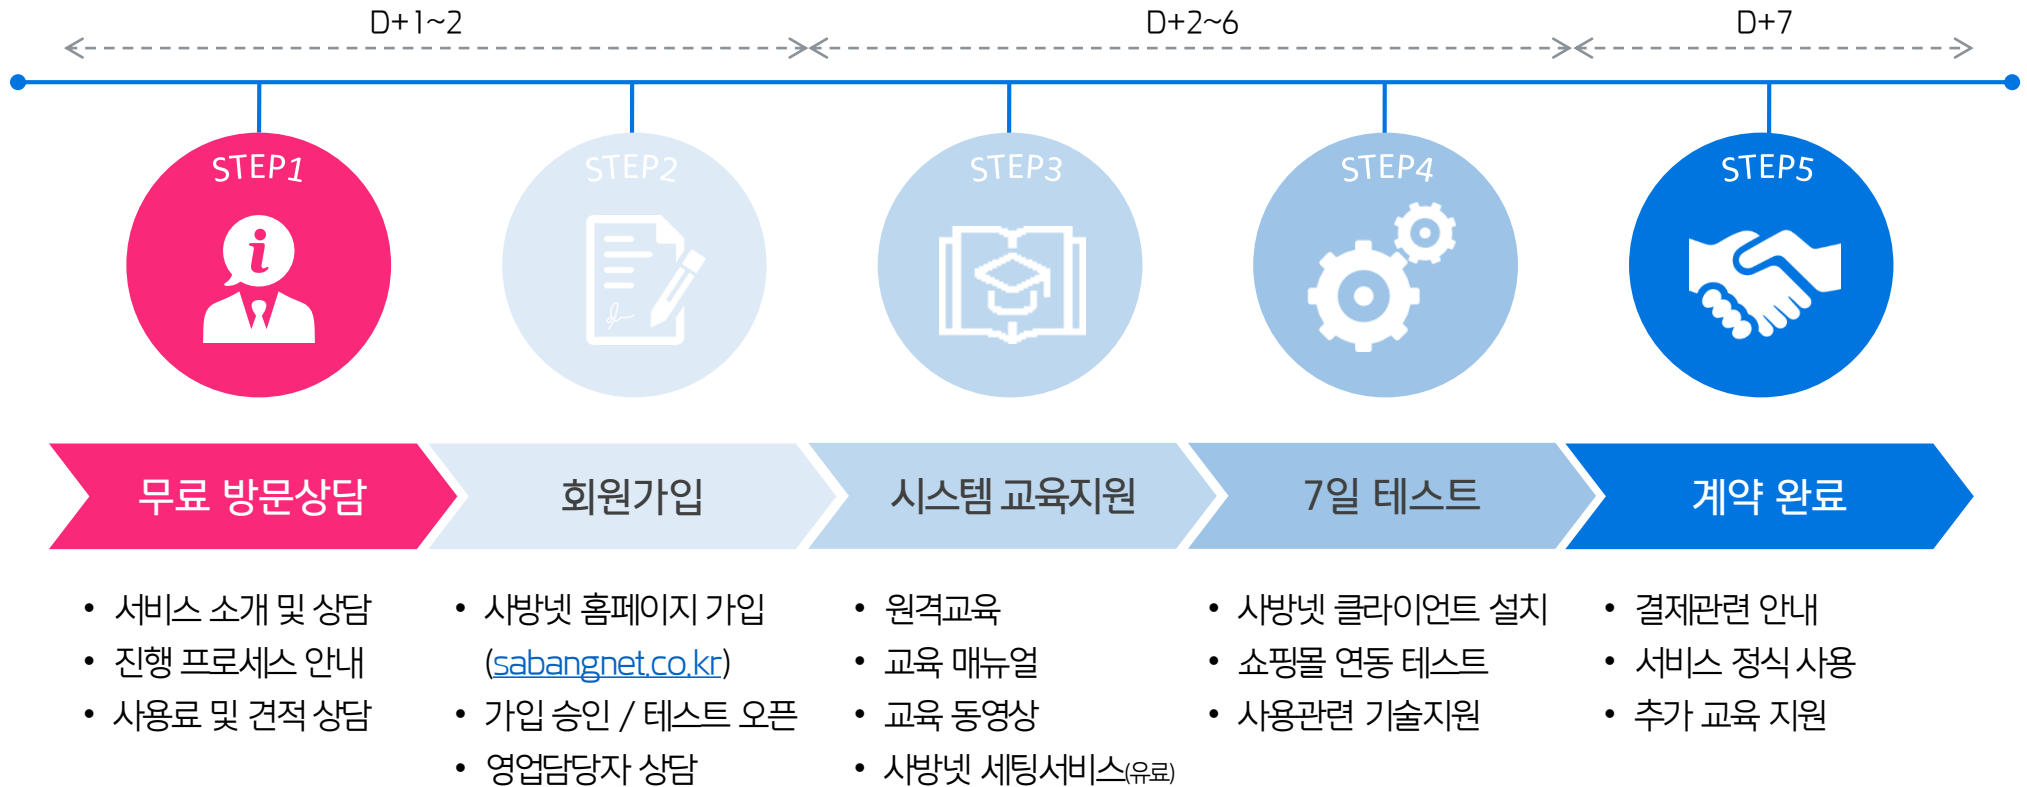 D+1~2
D+2~6
D+7
STEP1
STEP2
STEP3
STEP4
STEP5
무료 방문상담
회원가입
시스템 교육지원
7일 테스트
계약 완료
• 서비스 소개 및 상담
• 진행 프로세스 안내
• 사용료 및 견적 상담
• 사방넷 홈페이지 가입
(sabangnet.co.kr)
• 가입 승인 / 테스트 오픈
• 영업담당자 상담
• 원격교육
• 교육 매뉴얼
• 교육 동영상
• 사방넷 세팅서비스(유료)
• 사방넷 클라이언트 설치
• 쇼핑몰 연동 테스트
• 사용관련 기술지원
• 결제관련 안내
• 서비스 정식 사용
• 추가 교육 지원